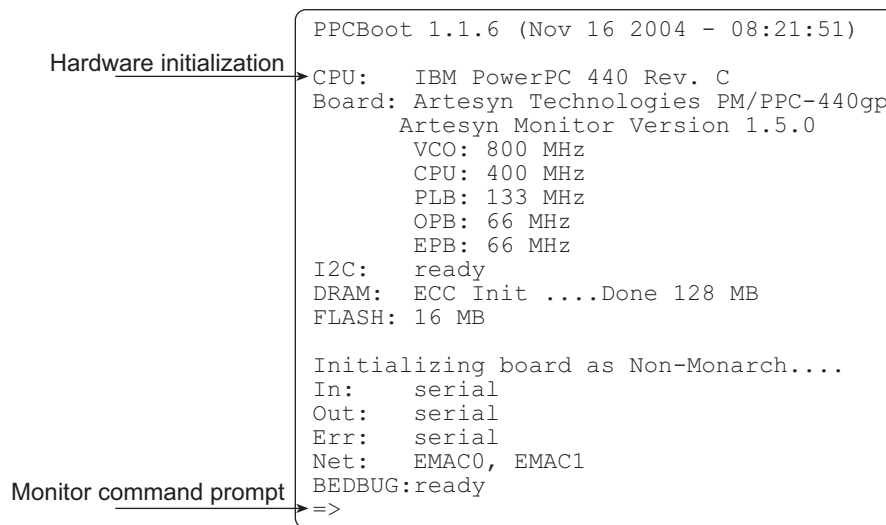 PPCBoot 1.1.6 (Nov 16 2004 - 08:21:51)
Hardware initialization
CPU: IBM PowerPC 440 Rev. C
Board: Artesyn Technologies PM/PPC-440gp
Artesyn Monitor Version 1.5.0
VCO: 800 MHz
CPU: 400 MHz
PLB: 133 MHz
OPB: 66 MHz
EPB: 66 MHz
I2C: ready
DRAM: ECC Init ....Done 128 MB
FLASH: 16 MB
Initializing board as Non-Monarch....
In: serial
Out: serial
Err: serial
Net: EMAC0, EMAC1
BEDBUG:ready
Monitor command prompt
=>